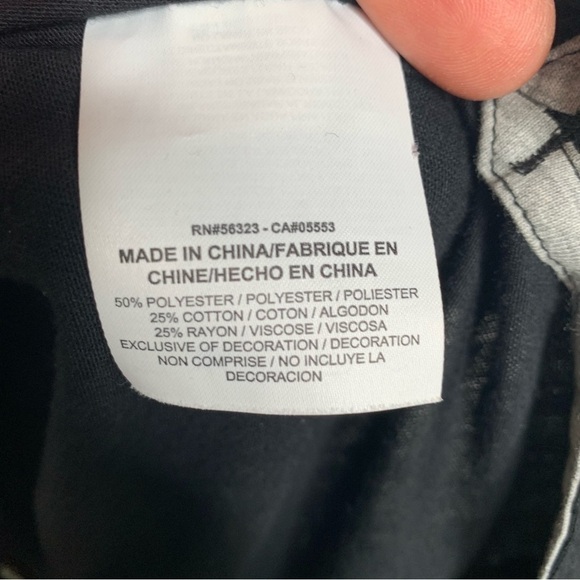 RN#56323 - CA#05553
MADE IN CHINA/FABRIQUE EN
CHINE/HECHO EN CHINA
50% POLYESTER / POLYESTER / POLIESTER
25% COTTON / COTON / ALGODON
25% RAYON / VISCOSE / VISCOSA
EXCLUSIVE OF DECORATION / DECORATION
NON COMPRISE / NO INCLUYE LA
DECORACION